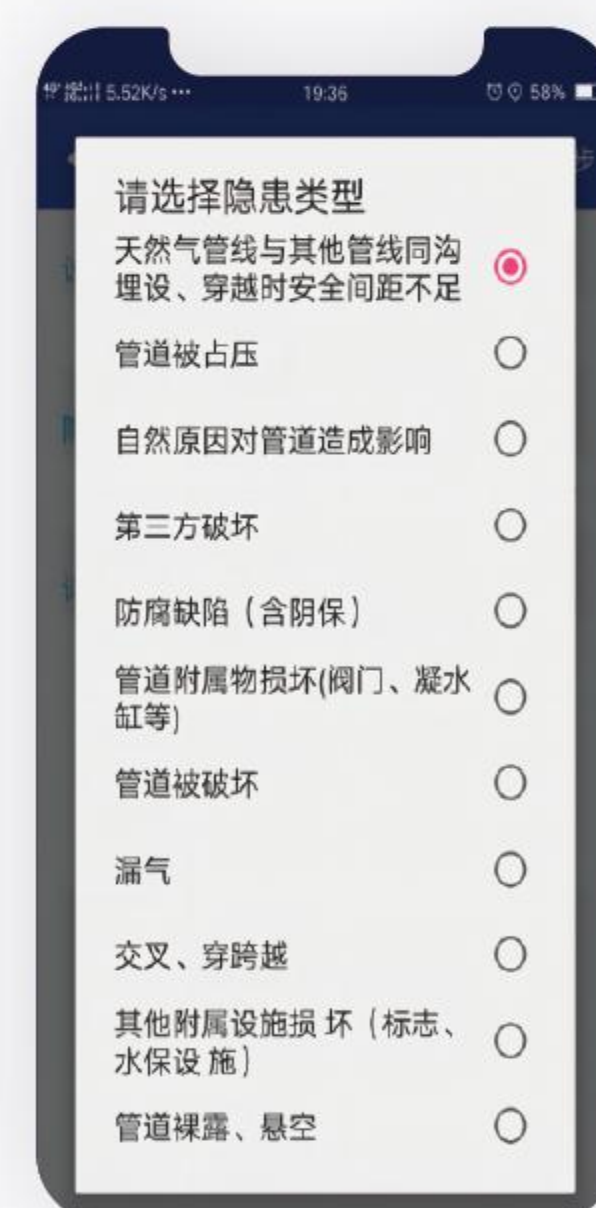 5.52K/s ··· 19:36 58%
步
请选择隐患类型
天然气管线与其他管线同沟
埋设、穿越时安全间距不足
管道被占压
自然原因对管道造成影响
第三方破坏
防腐缺陷（含阴保）
管道附属物损坏(阀门、凝水
缸等)
管道被破坏
漏气
交叉、穿跨越
其他附属设施损 坏（标志、
水保设 施）
管道裸露、悬空